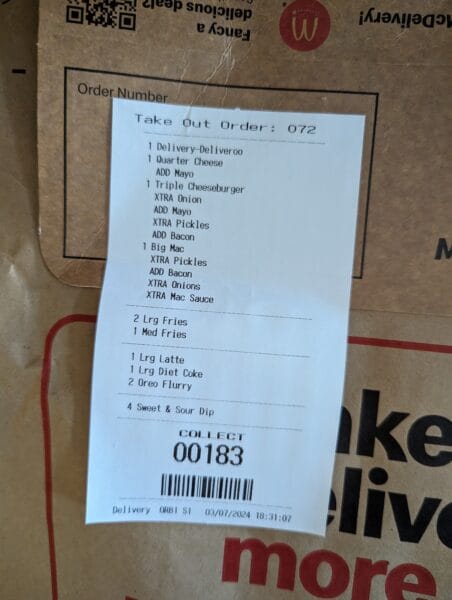 Fancy a
delicious deal?
McDelivery!
Order Number
Take Out Order: 072
1 Delivery-Deliveroo
1 Quarter Cheese
ADD Mayo
1 Triple Cheeseburger
XTRA Onion
ADD Mayo
XTRA Pickles
ADD Bacon
1 Big Mac
XTRA Pickles
ADD Bacon
XTRA Onions
XTRA Mac Sauce
2 Lrg Fries
1 Med Fries
1 Lrg Latte
1 Lrg Diet Coke
2 Oreo Flurry
4 Sweet & Sour Dip
COLLECT
00183
Delivery ORB1 S1 03/07/2024 18:31:07
M
ake
elive
more